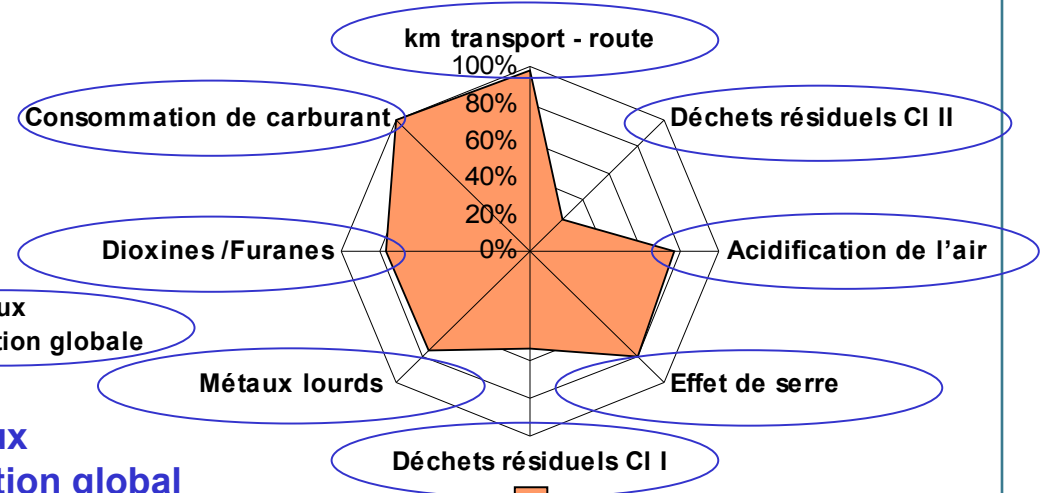 km transport - route
100%
Consommation de carburant
80%
Déchets résiduels Cl II
60%
40%
20%
Dioxines /Furanes
0%
Acidification de l’air
globale
Métaux lourds
Effet de serre
Déchets résiduels Cl I
global